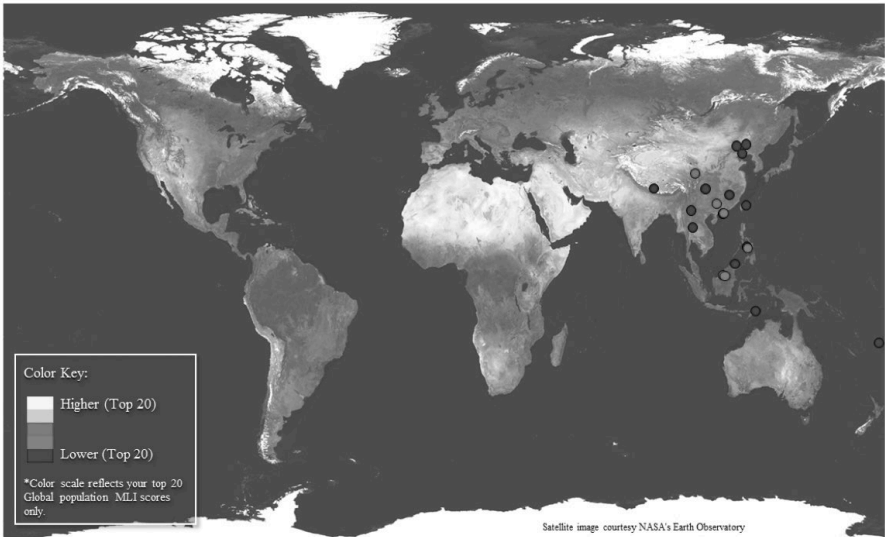 Color Key:
Higher (Top 20)
Lower (Top 20)
*Color scale reflects your top 20
Global population MLI scores
only.
Satellite image courtesy NASA's Earth Observatory